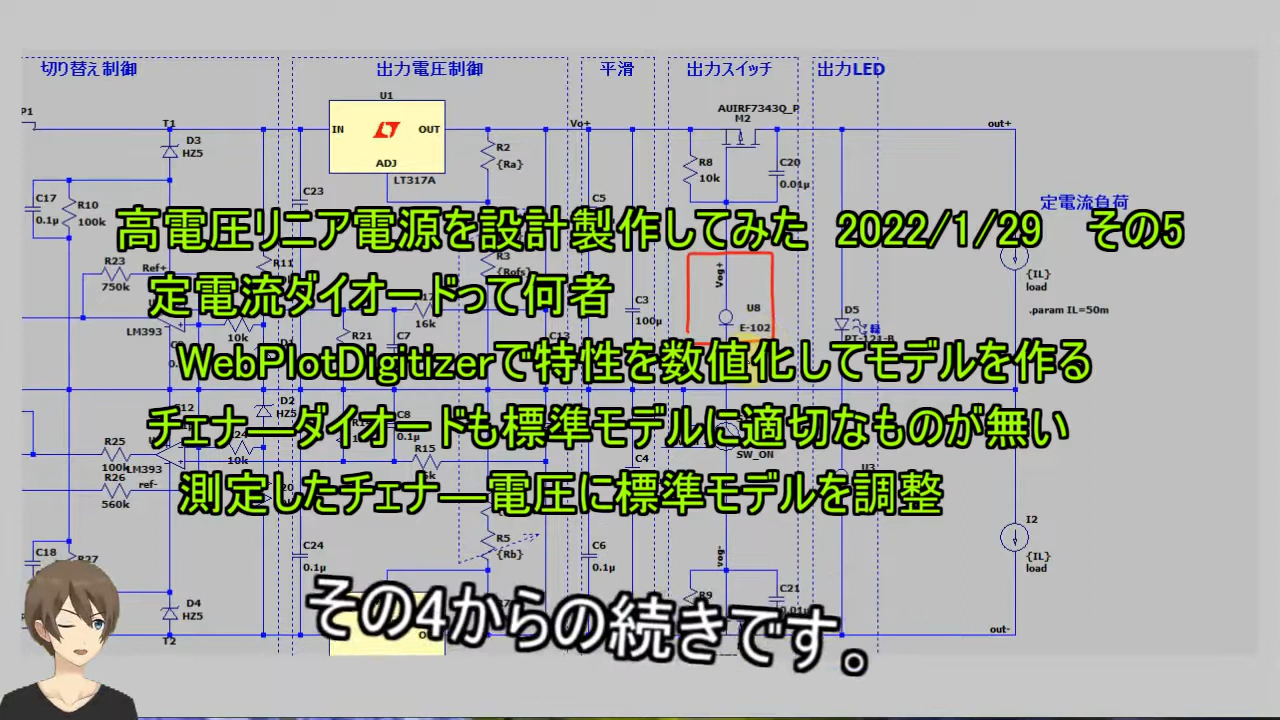 切り替え制御
出力電圧制御
平滑
出力スイッチ
出力LED
P1
T1
D3
HZ5
U1
IN
OUT
ADJ
LT317A
R2
{Ra}
Vo+
AUIRF7343Q_P
M2
R8
10k
C20
0.01µ
out+
C17
0.1µ
R10
100k
C23
C5
定電流負荷
高電圧リニア電源を設計製作してみた　2022/1/29　その5
R23
750k
Ref+
R11
R3
{Rofs}
Vog+
{IL}
load
定電流ダイオードって何者
16k
C3
100µ
U8
E-102
D5
.param IL=50m
LM393
10k
R21
C7
C13
WebPlotDigitizerで特性を数値化してモデルを作る
C12
D2
HZ5
C8
0.1µ
チェナ―ダイオードも標準モデルに適切なものが無い
R25
100k
LM393
10k
R15
C4
SW_ON
U3
R26
560k
ref-
測定したチェナ―電圧に標準モデルを調整
C18
0.1µ
R27
C24
0.1µ
R5
{Rb}
C6
0.1µ
vog-
R9
C21
0.01µ
I2
{IL}
load
D4
HZ5
T2
out-
その4からの続きです。